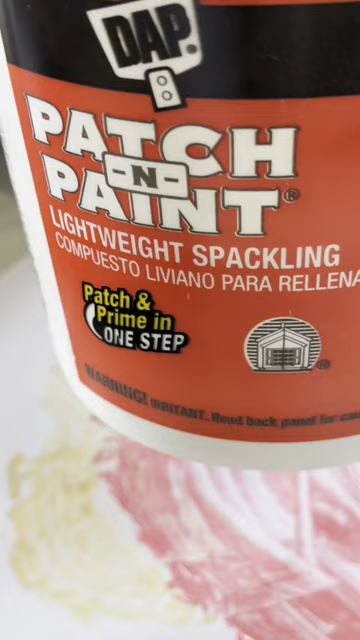 DAP®
PATCH
-N-
PAINT®
LIGHTWEIGHT SPACKLING
COMPUESTO LIVIANO PARA RELLENA
Patch &
Prime in
ONE STEP
®
WARNING! IRRITANT. Read back panel for